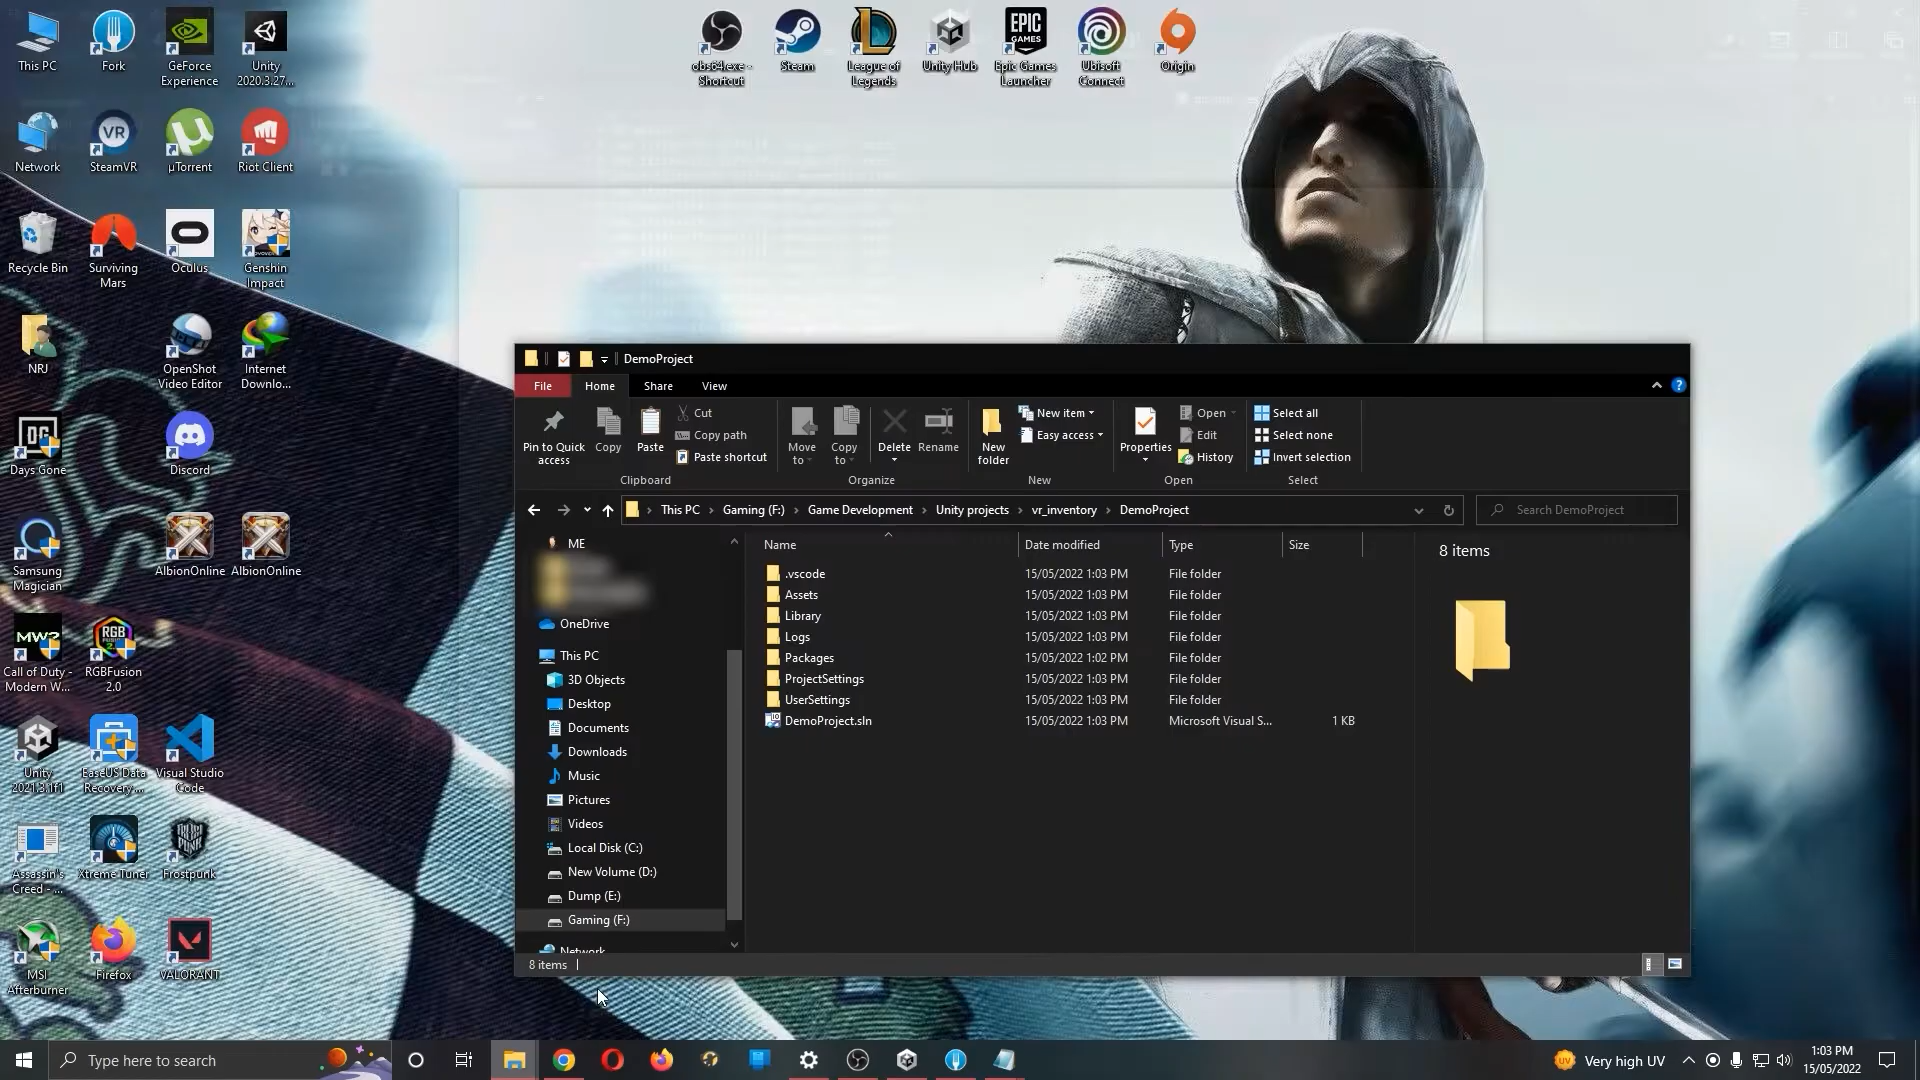 This PC
Fork
GeForce
Experience
Unity
2020.3.27...
obs64.exe -
Shortcut
Steam
League of
Legends
Unity Hub
EPIC
GAMES
Epic Games
Launcher
Ubisoft
Connect
Origin
Network
VR
SteamVR
µTorrent
Riot Client
Recycle Bin
Surviving
Mars
Oculus
Genshin
Impact
NRJ
OpenShot
Video Editor
Internet
Downlo...
DG
Days Gone
Discord
Samsung
Magician
AlbionOnline
AlbionOnline
MW2
Call of Duty -
Modern W...
RGB
RGBFusion
2.0
Unity
2021.3.1f1
EaseUS Data
Recovery ...
Visual Studio
Code
Assassin's
Creed - ...
Xtreme Tuner
Frostpunk
MSI
Afterburner
Firefox
VALORANT
DemoProject
File Home Share View
Pin to Quick
access
Copy
Paste
Cut
Copy path
Paste shortcut
Clipboard
Move
to
Copy
to
Delete
Rename
Organize
New
folder
New item
Easy access
New
Properties
Open
Edit
History
Open
Select all
Select none
Invert selection
Select
This PC > Gaming (F:) > Game Development > Unity projects > vr_inventory > DemoProject
Search DemoProject
ME
OneDrive
This PC
3D Objects
Desktop
Documents
Downloads
Music
Pictures
Videos
Local Disk (C:)
New Volume (D:)
Dump (E:)
Gaming (F:)
Network
Name Date modified Type Size
.vscode 15/05/2022 1:03 PM File folder
Assets 15/05/2022 1:03 PM File folder
Library 15/05/2022 1:03 PM File folder
Logs 15/05/2022 1:03 PM File folder
Packages 15/05/2022 1:02 PM File folder
ProjectSettings 15/05/2022 1:03 PM File folder
UserSettings 15/05/2022 1:03 PM File folder
DemoProject.sln 15/05/2022 1:03 PM Microsoft Visual S... 1 KB
8 items
8 items
Type here to search
UV
Very high UV
1:03 PM
15/05/2022